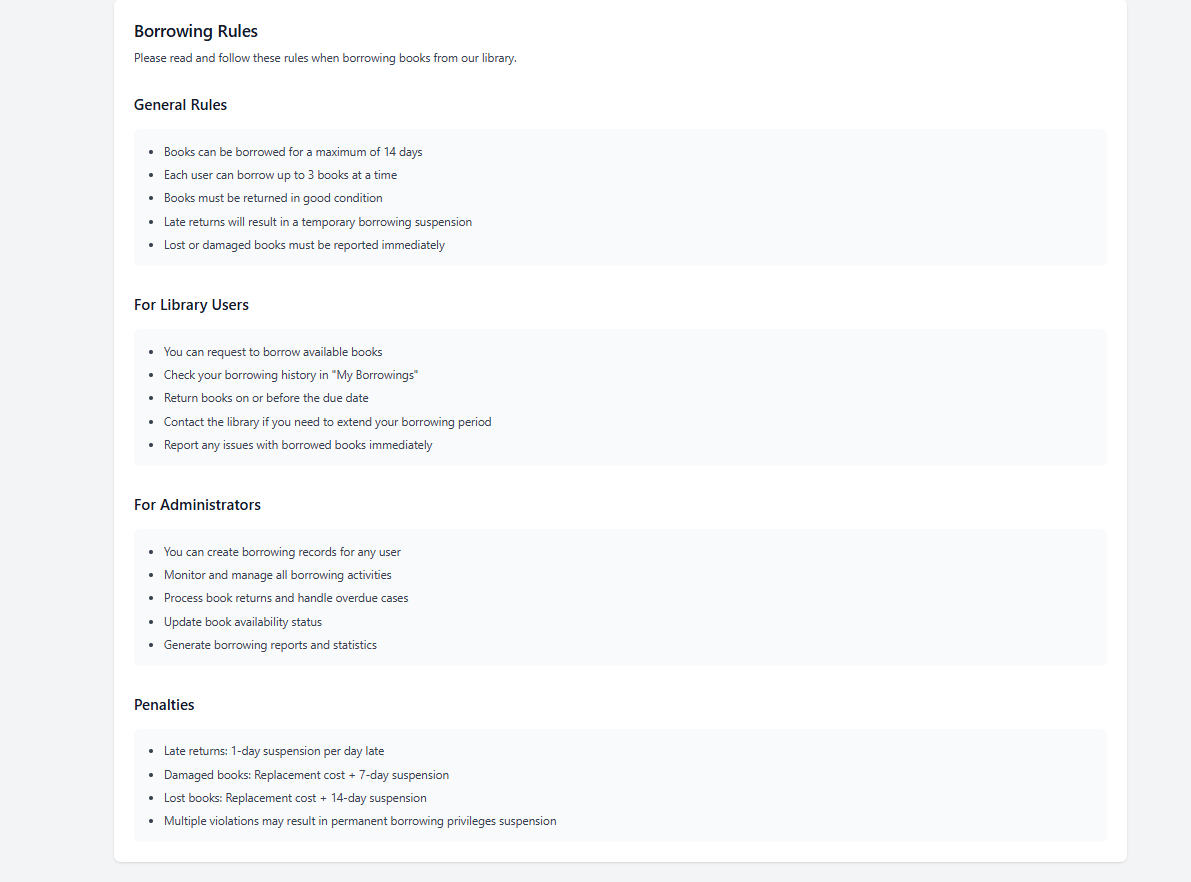 Borrowing Rules
Please read and follow these rules when borrowing books from our library.
General Rules
• Books can be borrowed for a maximum of 14 days
• Each user can borrow up to 3 books at a time
• Books must be returned in good condition
• Late returns will result in a temporary borrowing suspension
• Lost or damaged books must be reported immediately
For Library Users
• You can request to borrow available books
• Check your borrowing history in "My Borrowings"
• Return books on or before the due date
• Contact the library if you need to extend your borrowing period
• Report any issues with borrowed books immediately
For Administrators
• You can create borrowing records for any user
• Monitor and manage all borrowing activities
• Process book returns and handle overdue cases
• Update book availability status
• Generate borrowing reports and statistics
Penalties
• Late returns: 1-day suspension per day late
• Damaged books: Replacement cost + 7-day suspension
• Lost books: Replacement cost + 14-day suspension
• Multiple violations may result in permanent borrowing privileges suspension